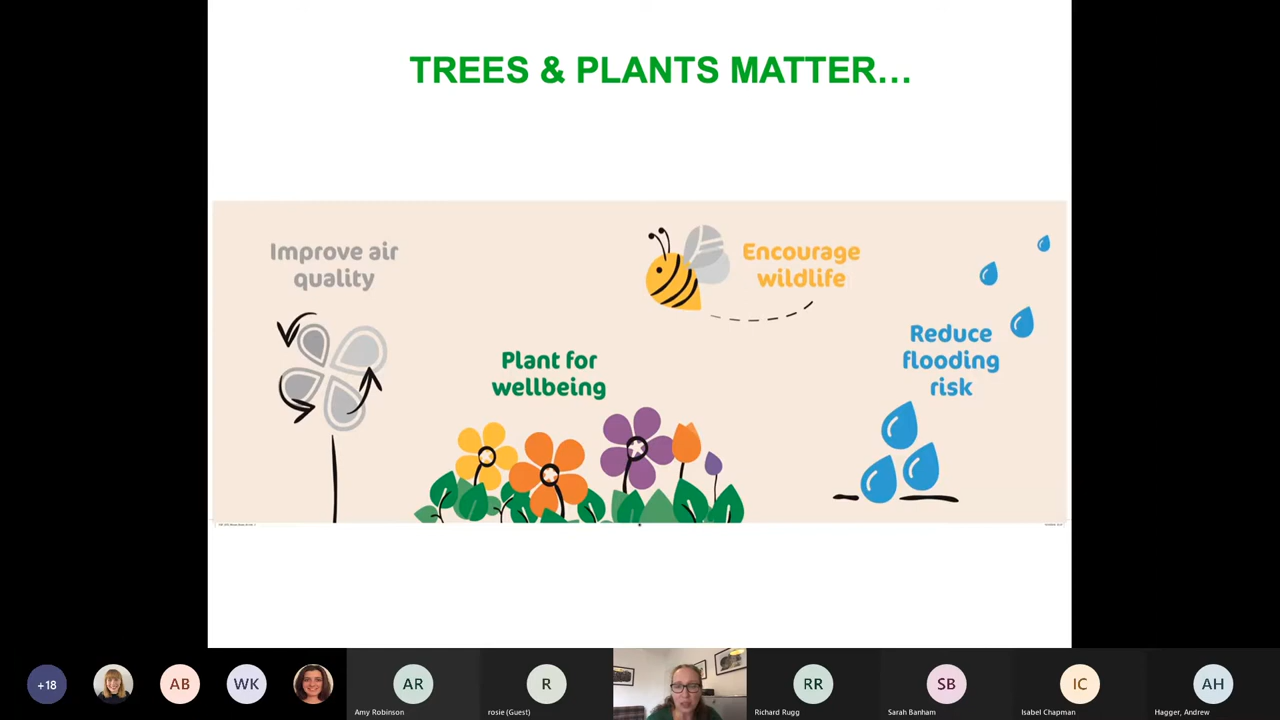 TREES & PLANTS MATTER...
Improve air
quality
Encourage
wildlife
Reduce
flooding
risk
Plant for
wellbeing
+18
AB
WK
AR
R
RR
SB
IC
AH
Amy Robinson
rosie (Guest)
Richard Rugg
Sarah Banham
Isabel Chapman
Hagger, Andrew